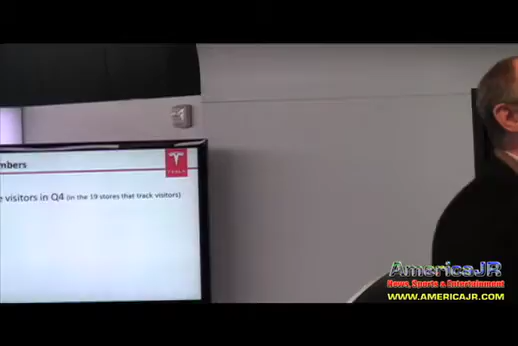 mbers
TESLA
e visitors in Q4 (in the 19 stores that track visitors)
AmericaJR
News, Sports & Entertainment
WWW.AMERICAJR.COM